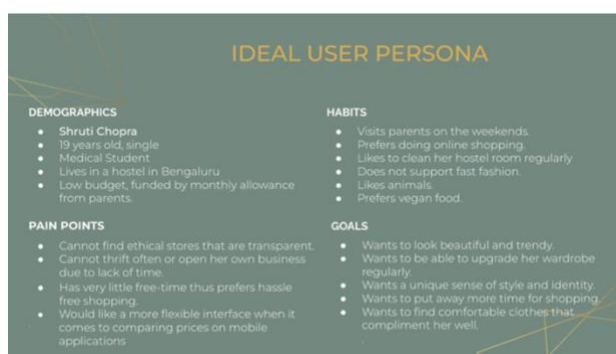 IDEAL USER PERSONA
DEMOGRAPHICS
● Shruti Chopra
● 19 years old, single
● Medical Student
● Lives in a hostel in Bengaluru
● Low budget, funded by monthly allowance
from parents.
PAIN POINTS
● Cannot find ethical stores that are transparent.
● Cannot thrift often or open her own business
due to lack of time.
● Has very little free-time thus prefers hassle
free shopping.
● Would like a more flexible interface when it
comes to comparing prices on mobile
applications
HABITS
● Visits parents on the weekends.
● Prefers doing online shopping.
● Likes to clean her hostel room regularly
● Does not support fast fashion.
● Likes animals.
● Prefers vegan food.
GOALS
● Wants to look beautiful and trendy.
● Wants to be able to upgrade her wardrobe
regularly.
● Wants a unique sense of style and identity.
● Wants to put away more time for shopping.
● Wants to find comfortable clothes that
compliment her well.